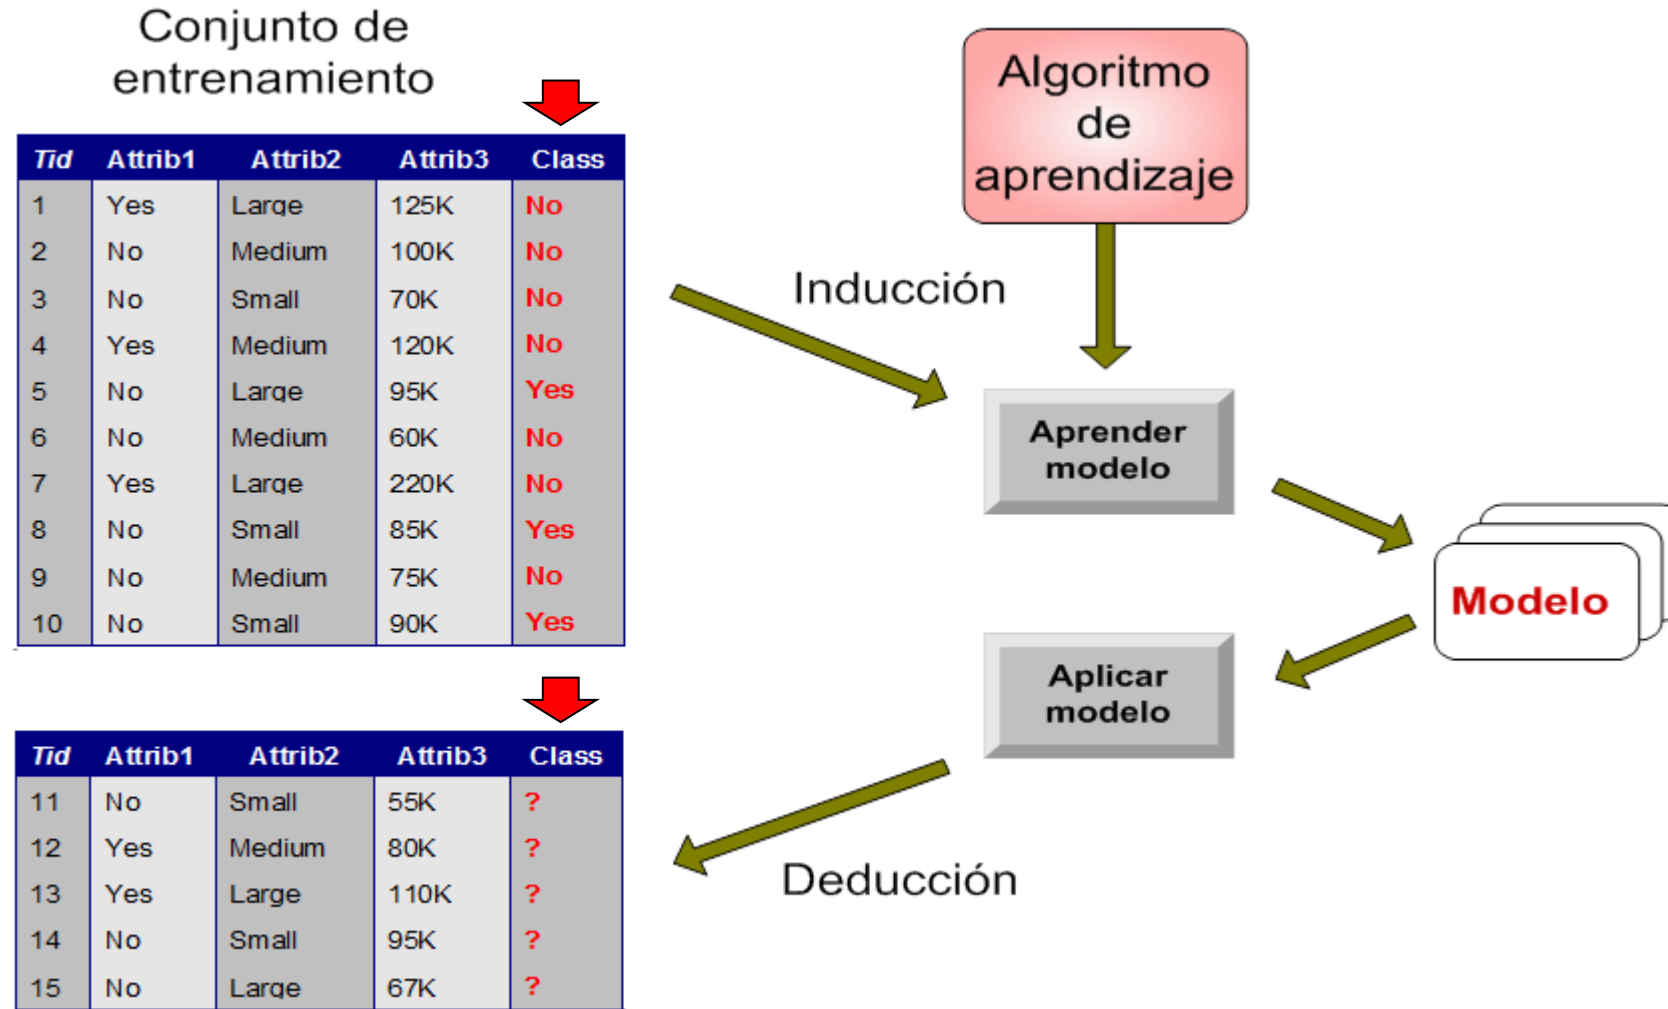 Conjunto de
entrenamiento
Tid Attrib1 Attrib2 Attrib3 Class
1 Yes Large 125K No
2 No Medium 100K No
3 No Small 70K No
4 Yes Medium 120K No
5 No Large 95K Yes
6 No Medium 60K No
7 Yes Large 220K No
8 No Small 85K Yes
9 No Medium 75K No
10 No Small 90K Yes
Tid Attrib1 Attrib2 Attrib3 Class
11 No Small 55K ?
12 Yes Medium 80K ?
13 Yes Large 110K ?
14 No Small 95K ?
15 No Large 67K ?
Algoritmo
de
aprendizaje
Inducción
Aprender
modelo
Modelo
Aplicar
modelo
Deducción